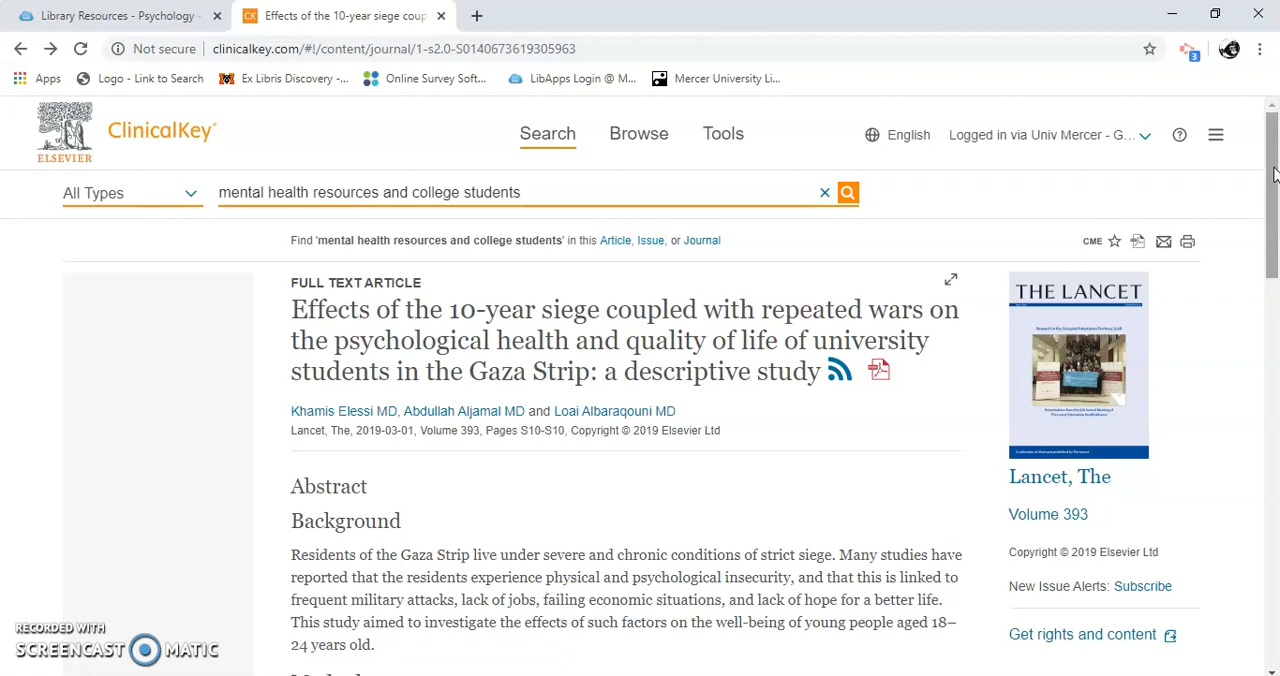 Library Resources - Psychology -
CK Effects of the 10-year siege coup
Not secure clinicalkey.com/#!/content/journal/1-s2.0-S0140673619305963
3
Apps Logo - Link to Search Ex Libris Discovery -... Online Survey Soft... LibApps Login @ M... Mercer University Li...
ELSEVIER
ClinicalKey®
Search Browse Tools
English Logged in via Univ Mercer - G...
All Types mental health resources and college students
Find 'mental health resources and college students' in this Article, Issue, or Journal
CME
FULL TEXT ARTICLE
Effects of the 10-year siege coupled with repeated wars on
the psychological health and quality of life of university
students in the Gaza Strip: a descriptive study
Khamis Elessi MD, Abdullah Aljamal MD and Loai Albaraqouni MD
Lancet, The, 2019-03-01, Volume 393, Pages S10-S10, Copyright © 2019 Elsevier Ltd
Abstract
Background
Residents of the Gaza Strip live under severe and chronic conditions of strict siege. Many studies have
reported that the residents experience physical and psychological insecurity, and that this is linked to
frequent military attacks, lack of jobs, failing economic situations, and lack of hope for a better life.
This study aimed to investigate the effects of such factors on the well-being of young people aged 18–
24 years old.
THE LANCET
Lancet, The
Volume 393
Copyright © 2019 Elsevier Ltd
New Issue Alerts: Subscribe
Get rights and content
RECORDED WITH
SCREENCAST MATIC